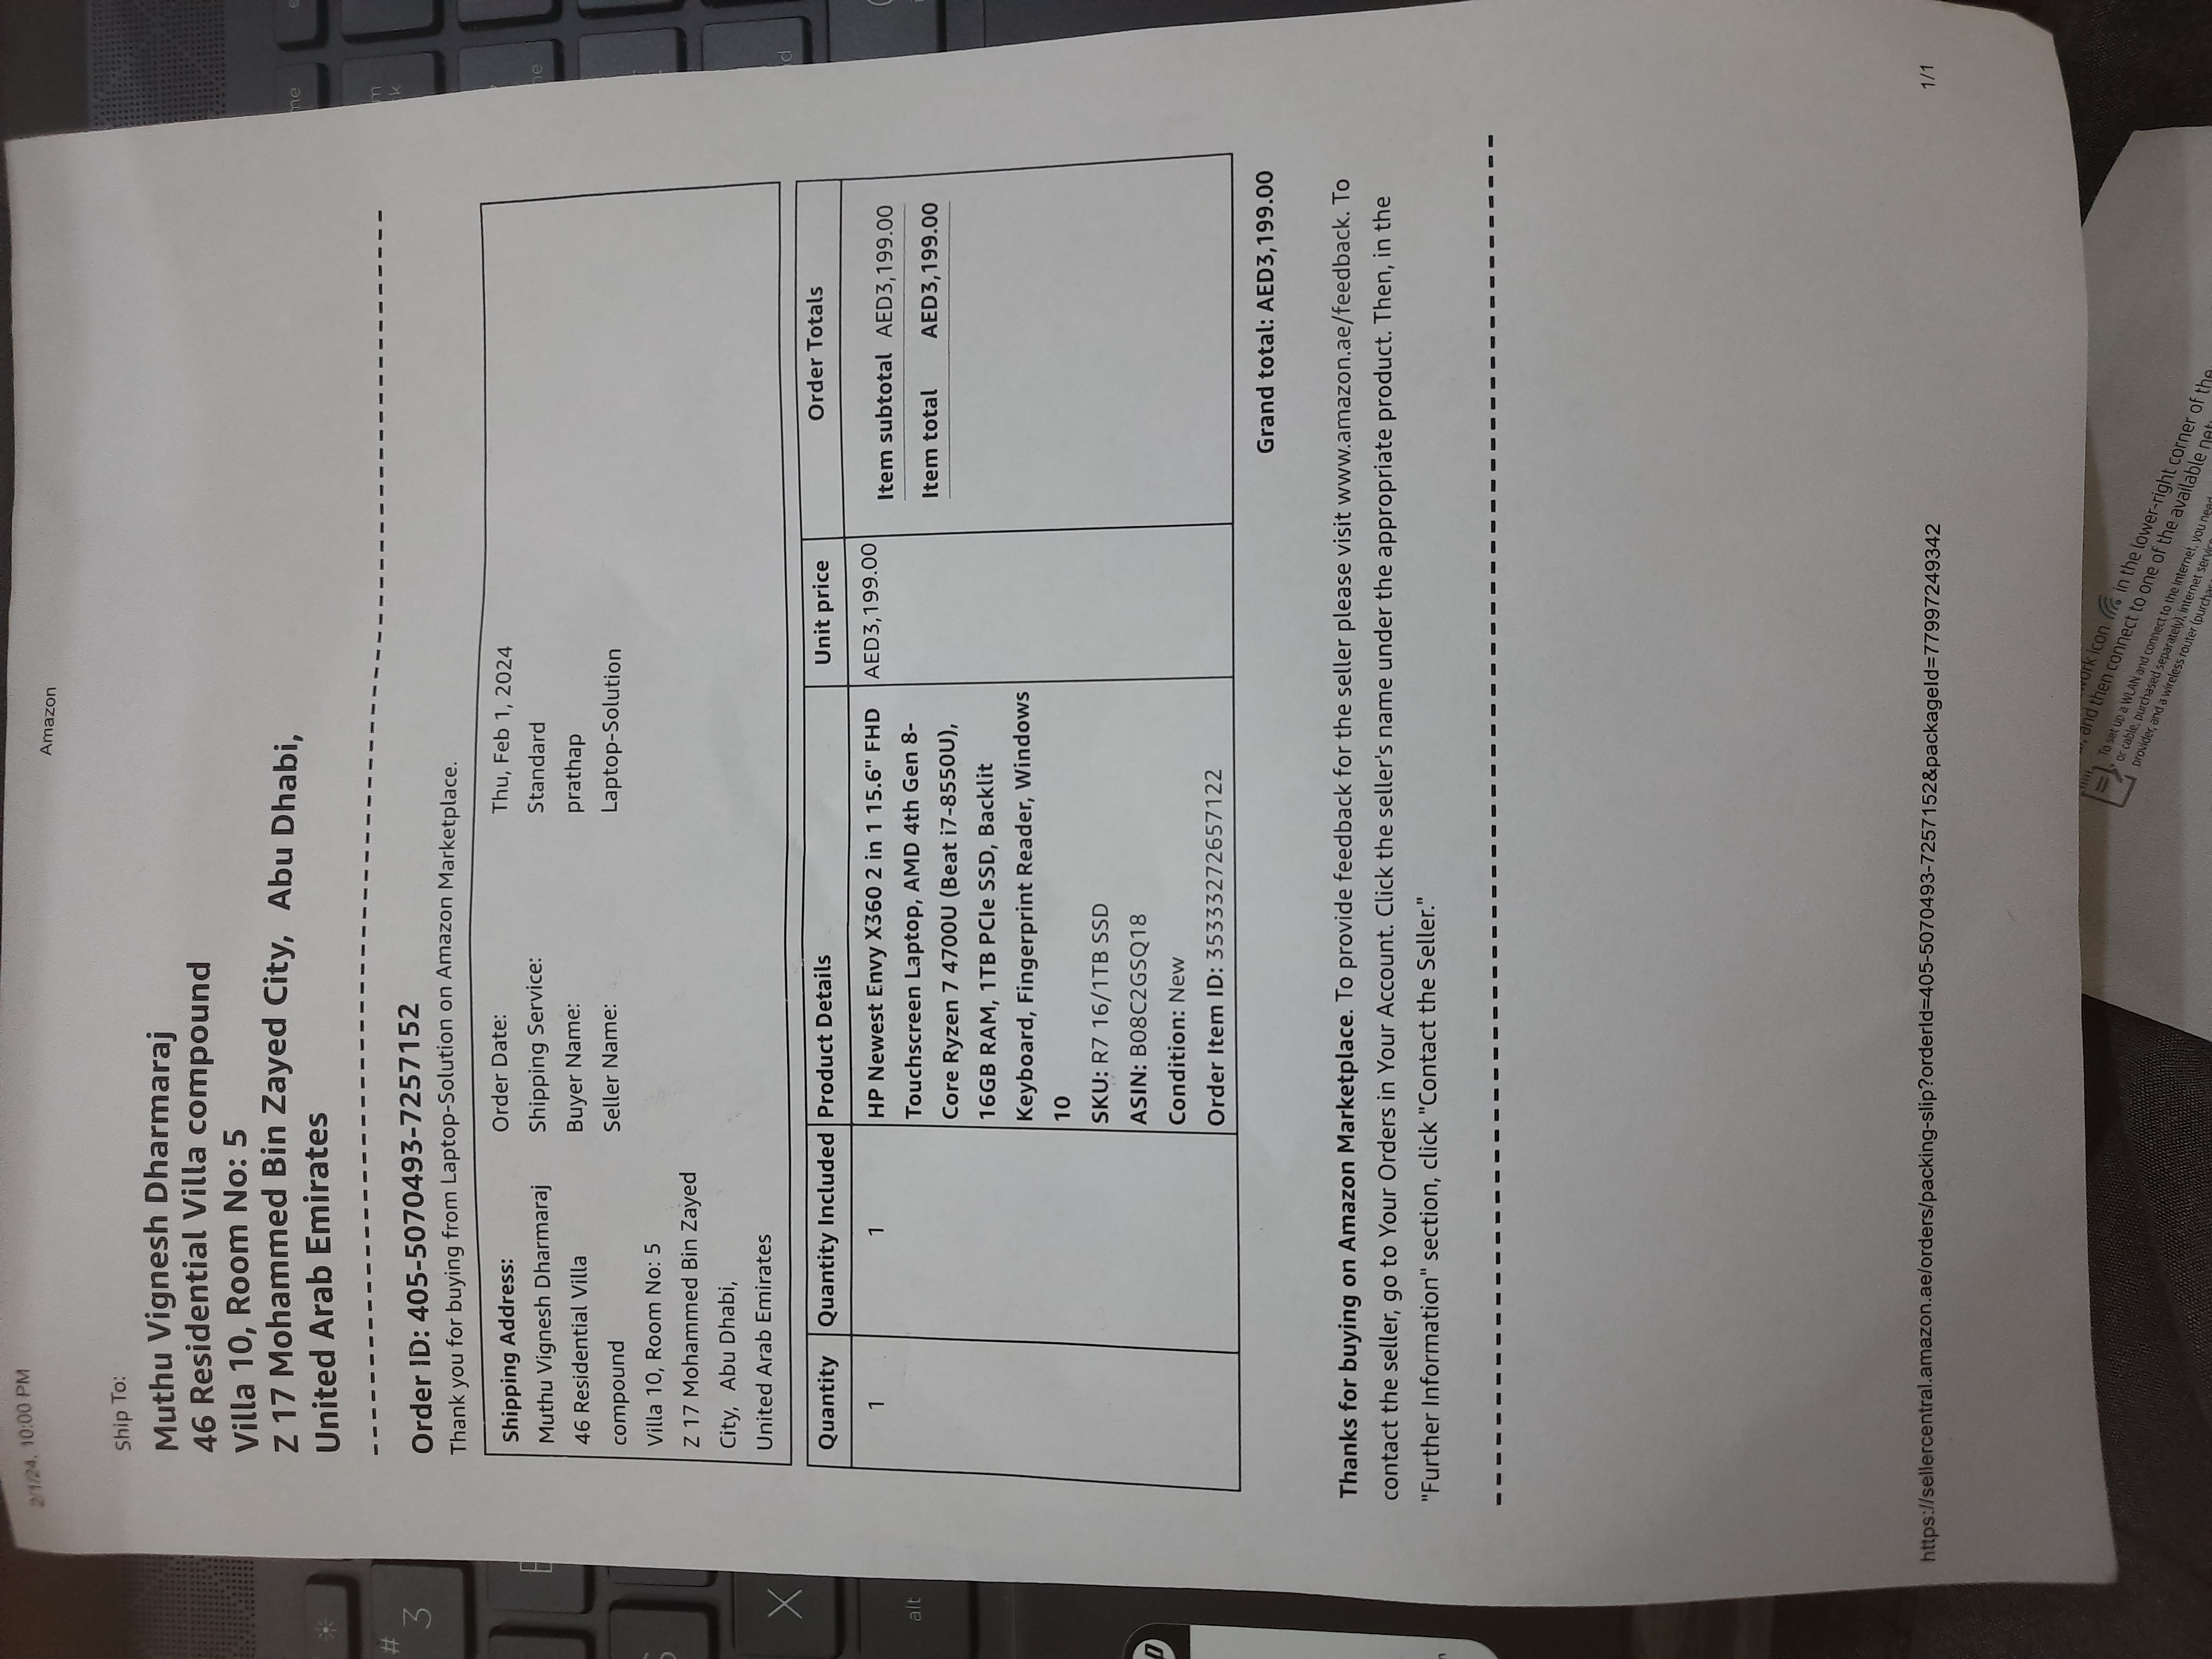 2/1/24, 10:00 PM
Amazon
Ship To:
Muthu Vignesh Dharmaraj
46 Residential Villa compound
Villa 10, Room No: 5
Z 17 Mohammed Bin Zayed City, Abu Dhabi,
United Arab Emirates
Order ID: 405-5070493-7257152
Thank you for buying from Laptop-Solution on Amazon Marketplace.
Shipping Address:
Muthu Vignesh Dharmaraj
46 Residential Villa
compound
Villa 10, Room No: 5
Z 17 Mohammed Bin Zayed
City, Abu Dhabi,
United Arab Emirates
Order Date: Thu, Feb 1, 2024
Shipping Service: Standard
Buyer Name: prathap
Seller Name: Laptop-Solution
Quantity Quantity Included Product Details Unit price Order Totals
1 1 HP Newest Envy X360 2 in 1 15.6" FHD AED3,199.00
Touchscreen Laptop, AMD 4th Gen 8-
Core Ryzen 7 4700U (Beat i7-8550U),
16GB RAM, 1TB PCIe SSD, Backlit
Keyboard, Fingerprint Reader, Windows
10
SKU: R7 16/1TB SSD
ASIN: B08C2GSQ18
Condition: New
Order Item ID: 35333272657122
Item subtotal AED3,199.00
Item total AED3,199.00
Grand total: AED3,199.00
Thanks for buying on Amazon Marketplace. To provide feedback for the seller please visit www.amazon.ae/feedback. To
contact the seller, go to Your Orders in Your Account. Click the seller's name under the appropriate product. Then, in the
"Further Information" section, click "Contact the Seller."
https://sellercentral.amazon.ae/orders/packing-slip?orderId=405-5070493-7257152&packageId=77997249342
1/1
#
3
X
alt
icon in the lower-right corner of the
and then connect to one of the available
To set up a WLAN and connect to the internet, you need
or cable, purchased separately), internet service
provider, and a wireless router